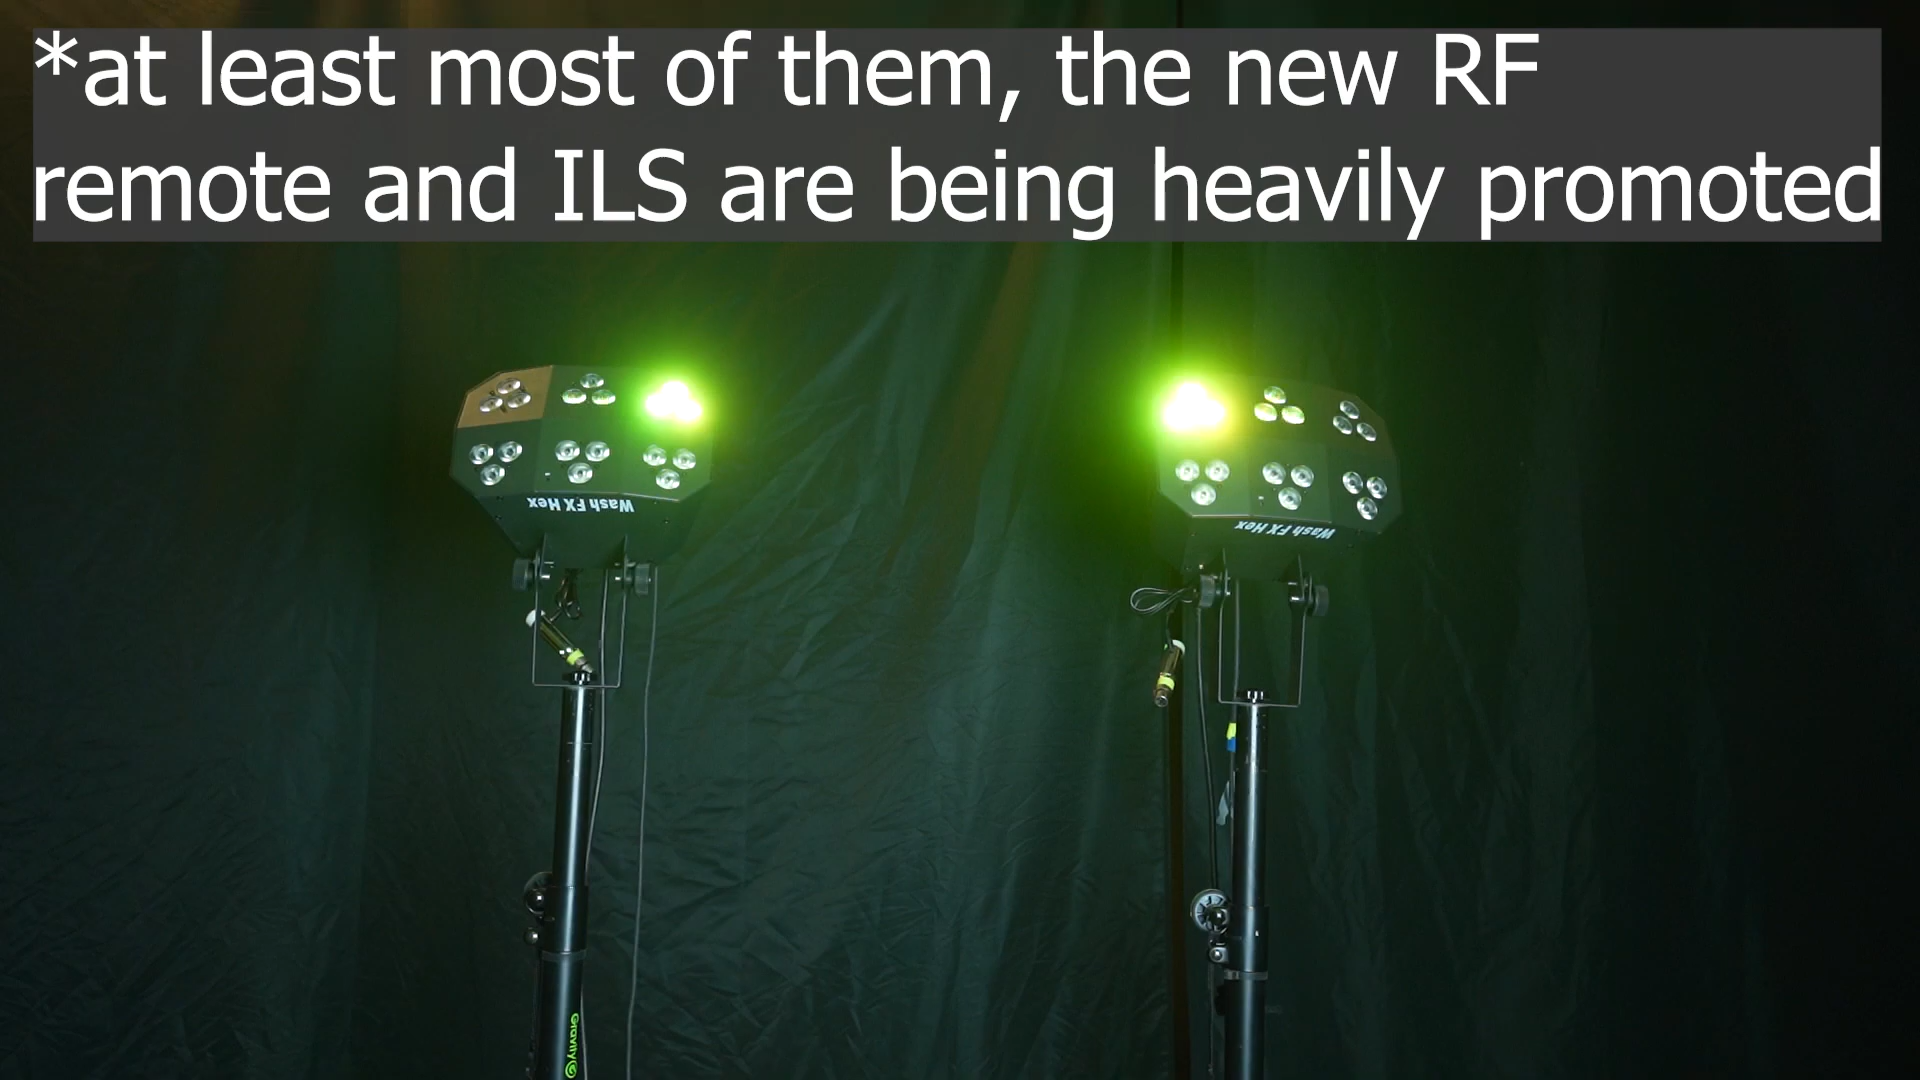 *at least most of them, the new RF
remote and ILS are being heavily promoted
Wash FX Hex
Wash FX Hex
Gravity